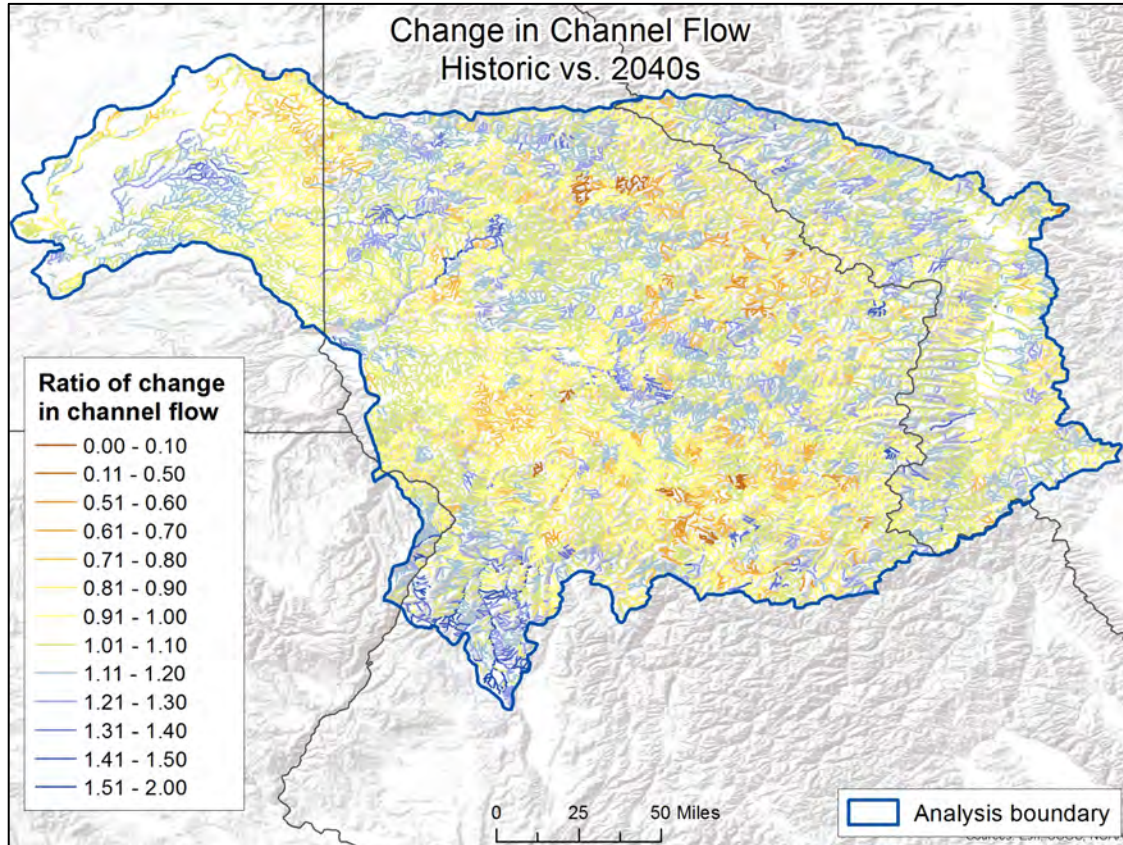 Change in Channel Flow
Historic vs. 2040s
Ratio of change
in channel flow
0.00 - 0.10
0.11 - 0.50
0.51 - 0.60
0.61 - 0.70
0.71 - 0.80
0.81 - 0.90
0.91 - 1.00
1.01 - 1.10
1.11 - 1.20
1.21 - 1.30
1.31 - 1.40
1.41 - 1.50
1.51 - 2.00
0 25 50 Miles
Analysis boundary